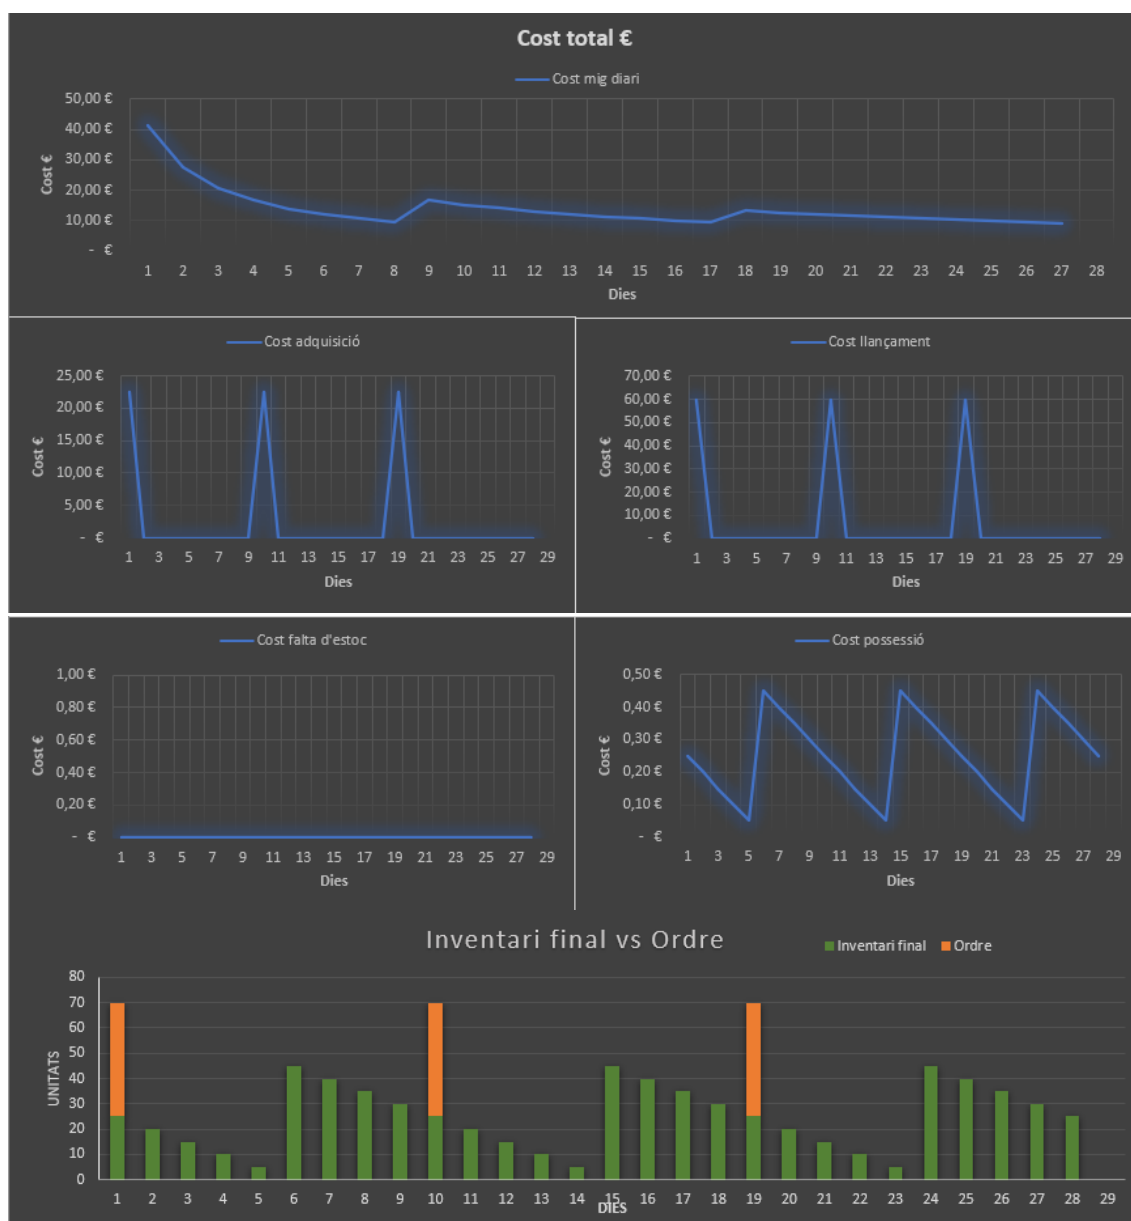 Cost total €
Cost mig diari
50,00 €
40,00 €
30,00 €
20,00 €
10,00 €
- €
Cost €
1 2 3 4 5 6 7 8 9 10 11 12 13 14 15 16 17 18 19 20 21 22 23 24 25 26 27 28
Dies
Cost adquisició
25,00 €
20,00 €
15,00 €
10,00 €
5,00 €
- €
Cost €
1 3 5 7 9 11 13 15 17 19 21 23 25 27 29
Dies
Cost llançament
70,00 €
60,00 €
50,00 €
40,00 €
30,00 €
20,00 €
10,00 €
- €
Cost €
1 3 5 7 9 11 13 15 17 19 21 23 25 27 29
Dies
Cost falta d'estoc
1,00 €
0,80 €
0,60 €
0,40 €
0,20 €
- €
Cost €
1 3 5 7 9 11 13 15 17 19 21 23 25 27 29
Dies
Cost possessió
0,50 €
0,40 €
0,30 €
0,20 €
0,10 €
- €
Cost €
1 3 5 7 9 11 13 15 17 19 21 23 25 27 29
Dies
Inventari final vs Ordre
Inventari final Ordre
80
70
60
50
40
30
20
10
0
UNITATS
1 2 3 4 5 6 7 8 9 10 11 12 13 14 15 16 17 18 19 20 21 22 23 24 25 26 27 28 29
DIES